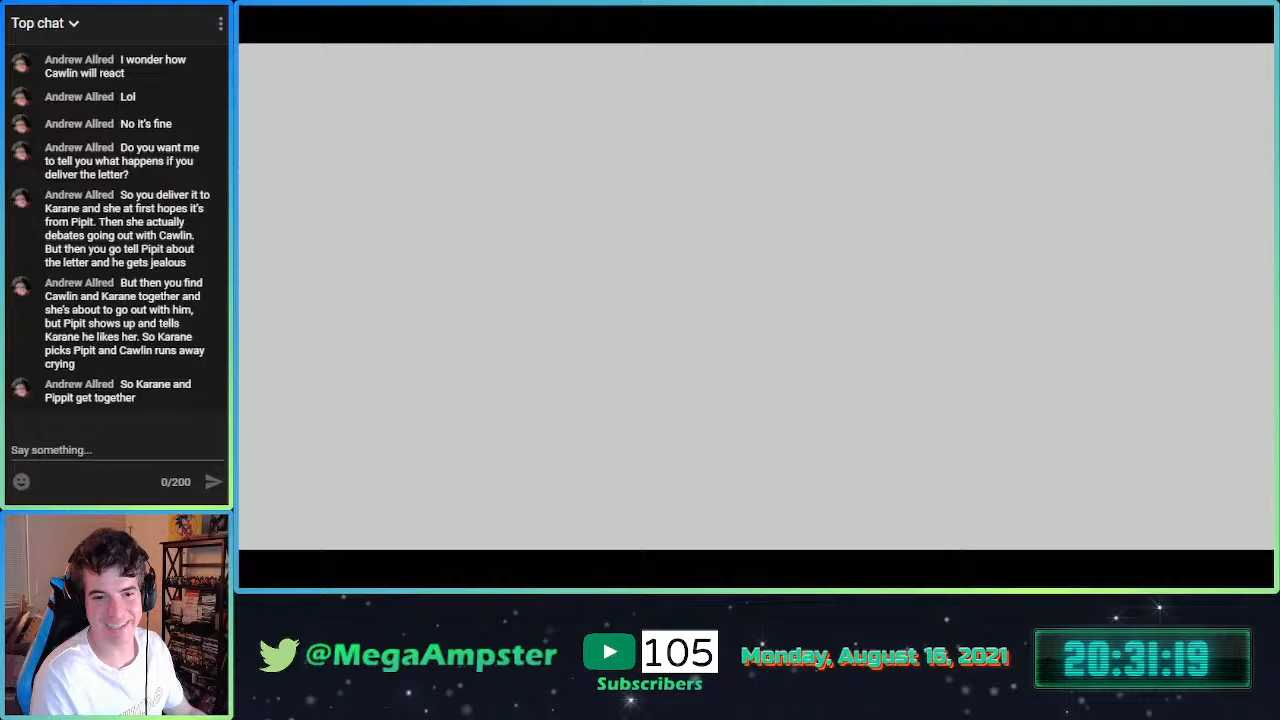 Top chat
Andrew Allred I wonder how
Cawlin will react
Andrew Allred Lol
Andrew Allred No it's fine
Andrew Allred Do you want me
to tell you what happens if you
deliver the letter?
Andrew Allred So you deliver it to
Karane and she at first hopes it's
from Pipit. Then she actually
debates going out with Cawlin.
But then you go tell Pipit about
the letter and he gets jealous
Andrew Allred But then you find
Cawlin and Karane together and
she's about to go out with him,
but Pipit shows up and tells
Karane he likes her. So Karane
picks Pipit and Cawlin runs away
crying
Andrew Allred So Karane and
Pippit get together
Say something...
0/200
@MegaAmpster
105
Subscribers
Monday, August 16, 2021
20:31:19